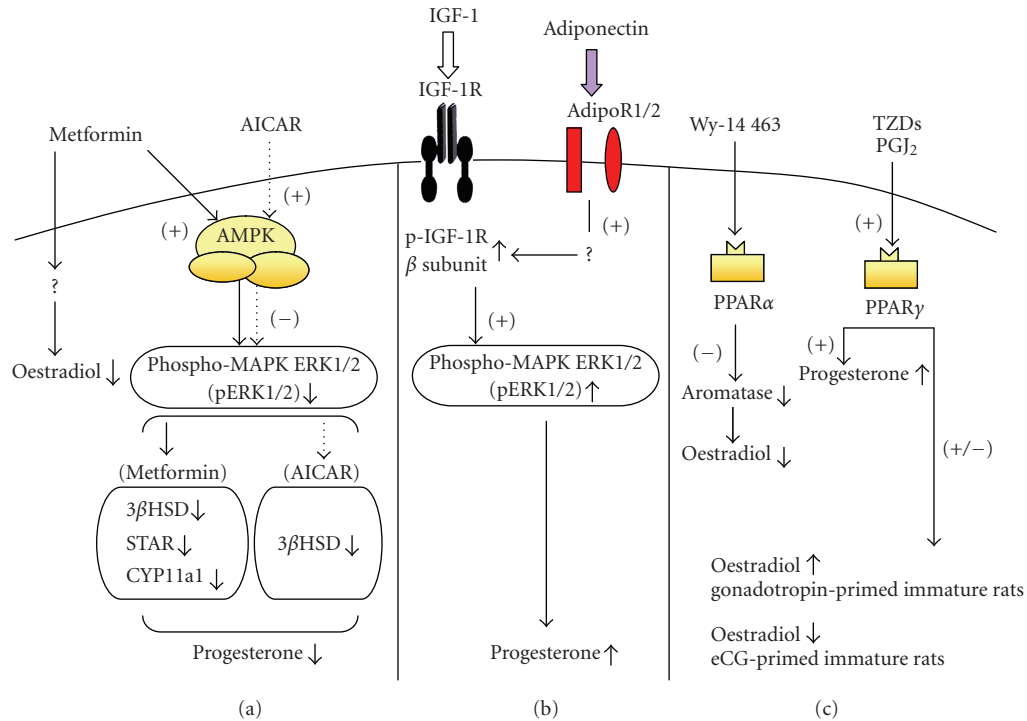 Metformin
AICAR
(+)
(+)
AMPK
?
(−)
Oestradiol ↓
Phospho-MAPK ERK1/2
(pERK1/2) ↓
(Metformin)
(AICAR)
3βHSD ↓
STAR ↓
CYP11a1 ↓
3βHSD ↓
Progesterone ↓
(a)
IGF-1
IGF-1R
Adiponectin
AdipoR1/2
(+)
p-IGF-1R ↑
β subunit
?
(+)
Phospho-MAPK ERK1/2
(pERK1/2) ↑
Progesterone ↑
(b)
Wy-14 463
TZDs
PGJ₂
(+)
PPARα
PPARγ
(−)
Aromatase ↓
Oestradiol ↓
(+)
Progesterone ↑
(+/−)
Oestradiol ↑
gonadotropin-primed immature rats
Oestradiol ↓
eCG-primed immature rats
(c)